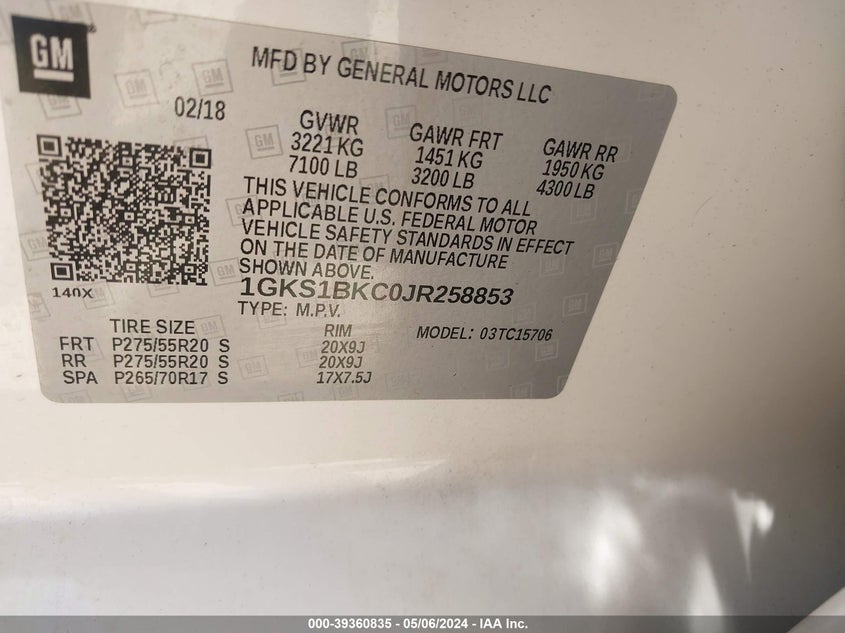 GM
MFD BY GENERAL MOTORS LLC
02/18
GVWR GAWR FRT GAWR RR
3221 KG 1451 KG 1950 KG
7100 LB 3200 LB 4300 LB
THIS VEHICLE CONFORMS TO ALL
APPLICABLE U.S. FEDERAL MOTOR
VEHICLE SAFETY STANDARDS IN EFFECT
ON THE DATE OF MANUFACTURE
SHOWN ABOVE.
140X
1GKS1BKC0JR258853
TYPE: M.P.V.
MODEL: 03TC15706
TIRE SIZE RIM
FRT P275/55R20 S 20X9J
RR P275/55R20 S 20X9J
SPA P265/70R17 S 17X7.5J
000-39360835 - 05/06/2024 - IAA Inc.